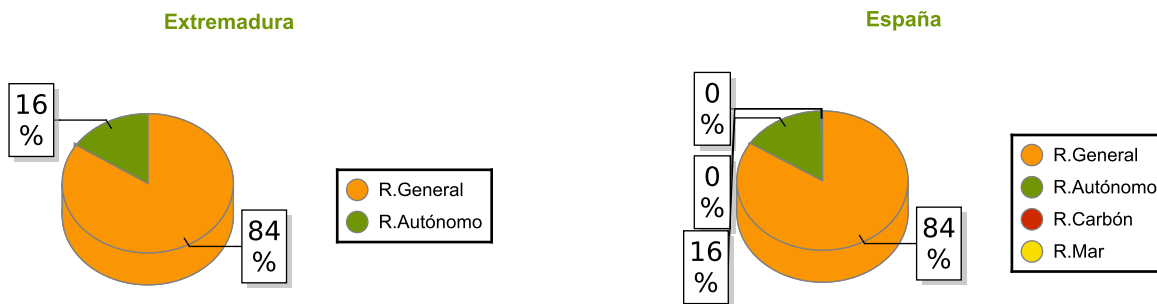 Extremadura
16
%
84
%
R.General
R.Autónomo
España
0
%
0
%
16
%
84
%
R.General
R.Autónomo
R.Carbón
R.Mar